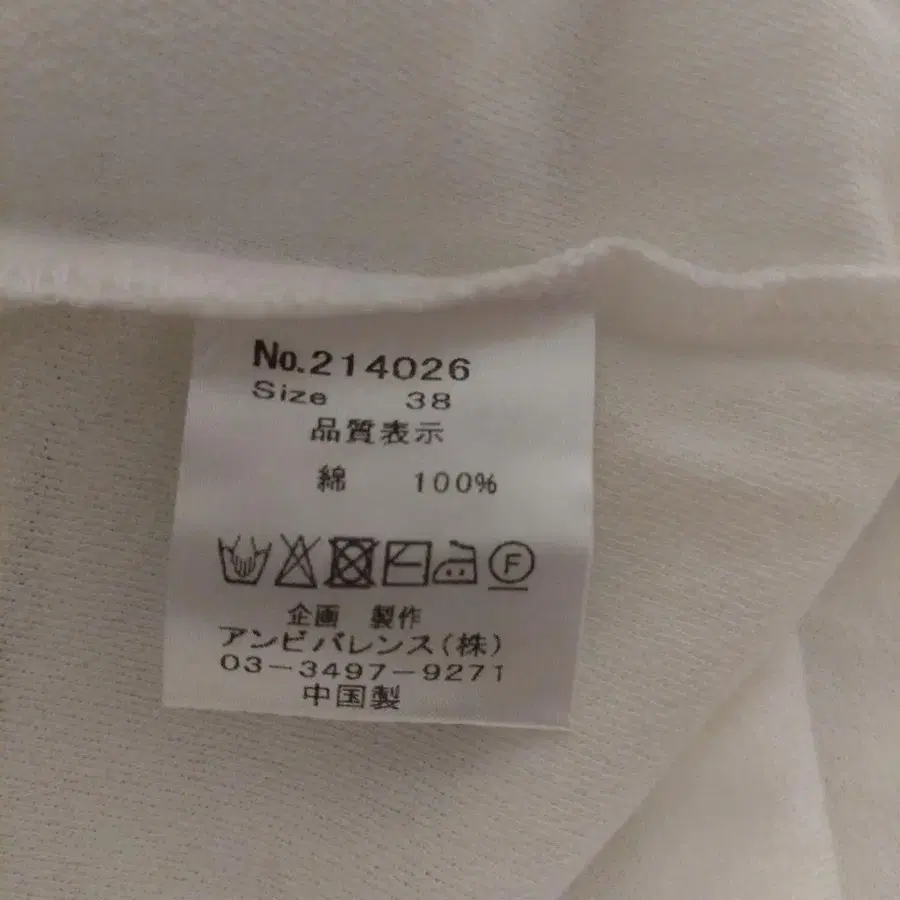 No.214026
Size 38
品質表示
綿 100%
F
企画 製作
アンビバレンス(株)
03-3497-9271
中国製